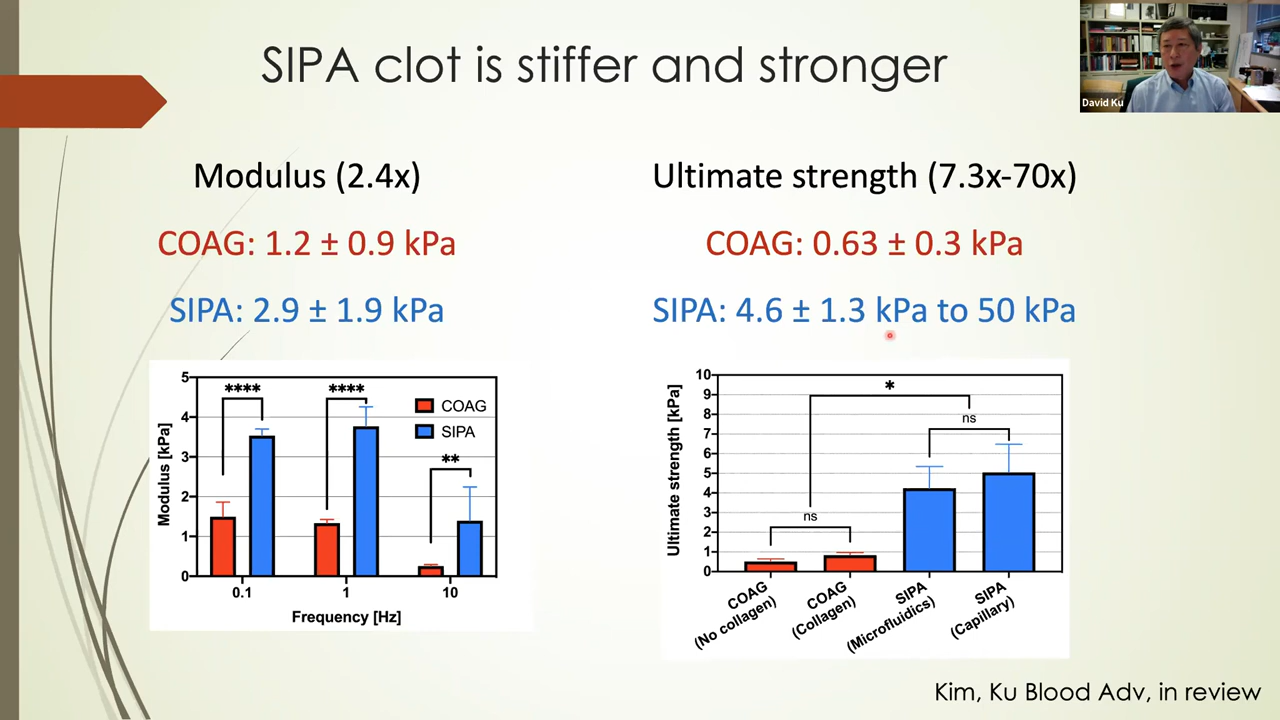 SIPA clot is stiffer and stronger
David Ku
Modulus (2.4x)
COAG: 1.2 ± 0.9 kPa
SIPA: 2.9 ± 1.9 kPa
Ultimate strength (7.3x-70x)
COAG: 0.63 ± 0.3 kPa
SIPA: 4.6 ± 1.3 kPa to 50 kPa
Modulus [kPa]
5
4
3
2
1
0
****
****
**
COAG
SIPA
0.1
1
10
Frequency [Hz]
Ultimate strength [kPa]
10
9
8
7
6
5
4
3
2
1
0
*
ns
ns
COAG
(No collagen)
COAG
(Collagen)
SIPA
(Microfluidics)
SIPA
(Capillary)
Kim, Ku Blood Adv, in review